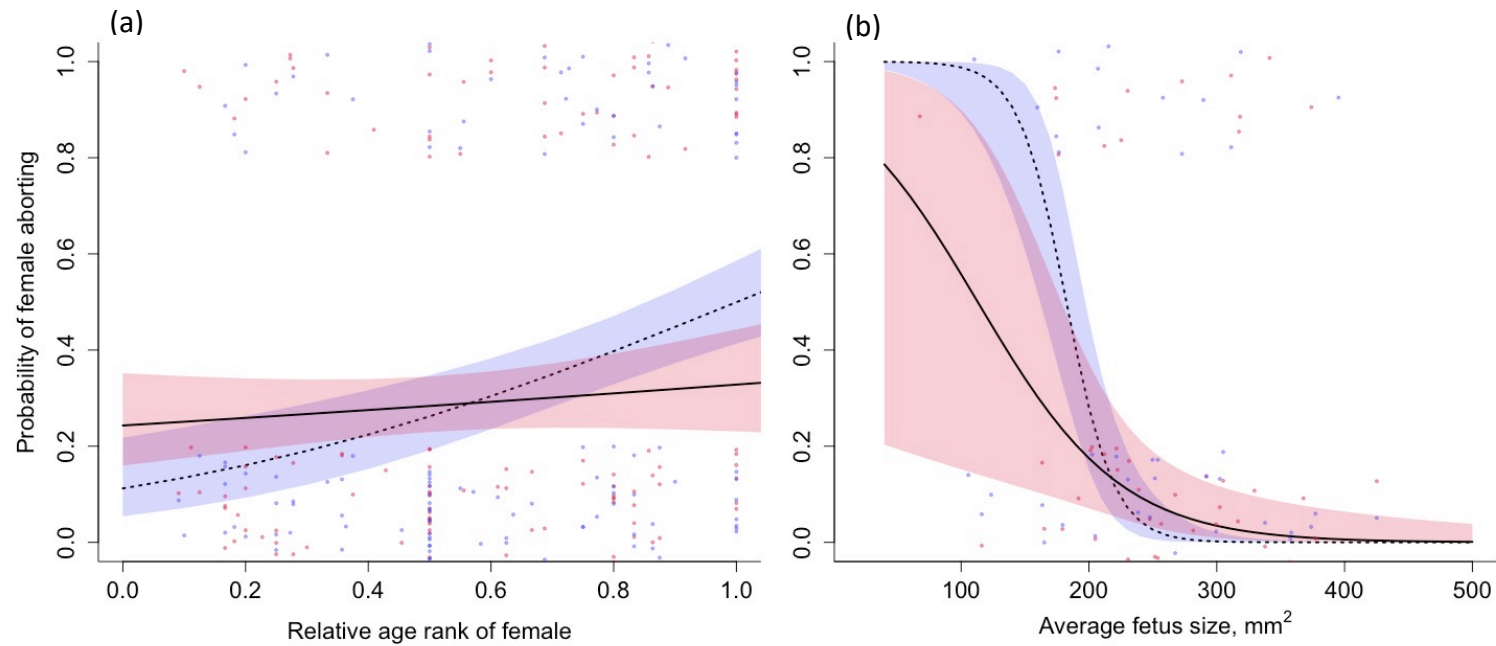 (a)
(b)
Probability of female aborting
1.0
0.8
0.6
0.4
0.2
0.0
0.0 0.2 0.4 0.6 0.8 1.0
Relative age rank of female
1.0
0.8
0.6
0.4
0.2
0.0
100 200 300 400 500
Average fetus size, mm²